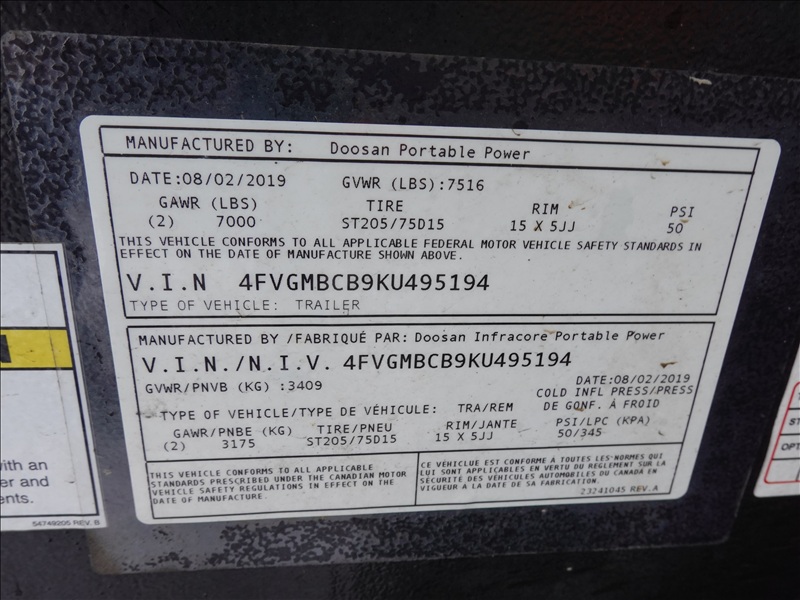 MANUFACTURED BY: Doosan Portable Power
DATE:08/02/2019 GVWR (LBS):7516
GAWR (LBS) TIRE RIM PSI
(2) 7000 ST205/75D15 15 X 5JJ 50
THIS VEHICLE CONFORMS TO ALL APPLICABLE FEDERAL MOTOR VEHICLE SAFETY STANDARDS IN
EFFECT ON THE DATE OF MANUFACTURE SHOWN ABOVE.
V.I.N 4FVGMBCB9KU495194
TYPE OF VEHICLE: TRAILER
MANUFACTURED BY /FABRIQUÉ PAR: Doosan Infracore Portable Power
V.I.N./N.I.V. 4FVGMBCB9KU495194
GVWR/PNVB (KG) :3409 DATE:08/02/2019
COLD INFL PRESS/PRESS
TYPE OF VEHICLE/TYPE DE VÉHICULE: TRA/REM DE GONF. À FROID
GAWR/PNBE (KG) TIRE/PNEU RIM/JANTE PSI/LPC (KPA)
(2) 3175 ST205/75D15 15 X 5JJ 50/345
THIS VEHICLE CONFORMS TO ALL APPLICABLE
STANDARDS PRESCRIBED UNDER THE CANADIAN MOTOR
VEHICLE SAFETY REGULATIONS IN EFFECT ON THE
DATE OF MANUFACTURE.
CE VÉHICLUE EST CONFORME À TOUTES LES NORMES QUI
LUI SONT APPLICABLES EN VERTU DU RÈGLEMENT SUR LA
SÉCURITÉ DES VÉHICULES AUTOMOBILES DU CANADA EN
VIGUEUR À LA DATE DE SA FABRICATION.
23241045 REV.A
with an
er and
ents.
54749205 REV. B
ST
OPT